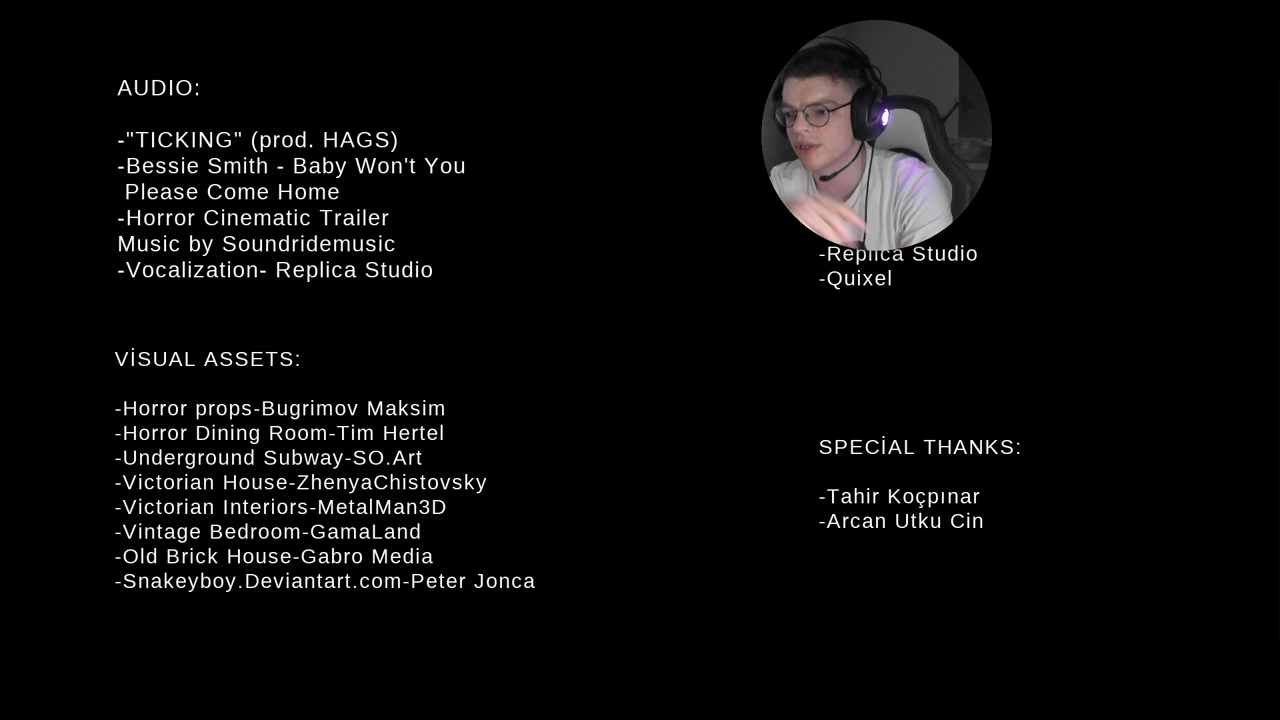 AUDIO:
-"TICKING" (prod. HAGS)
-Bessie Smith - Baby Won't You
Please Come Home
-Horror Cinematic Trailer
Music by Soundridemusic
-Vocalization- Replica Studio
VİSUAL ASSETS:
-Horror props-Bugrimov Maksim
-Horror Dining Room-Tim Hertel
-Underground Subway-SO.Art
-Victorian House-ZhenyaChistovsky
-Victorian Interiors-MetalMan3D
-Vintage Bedroom-GamaLand
-Old Brick House-Gabro Media
-Snakeyboy.Deviantart.com-Peter Jonca
-Replica Studio
-Quixel
SPECİAL THANKS:
-Tahir Koçpınar
-Arcan Utku Cin